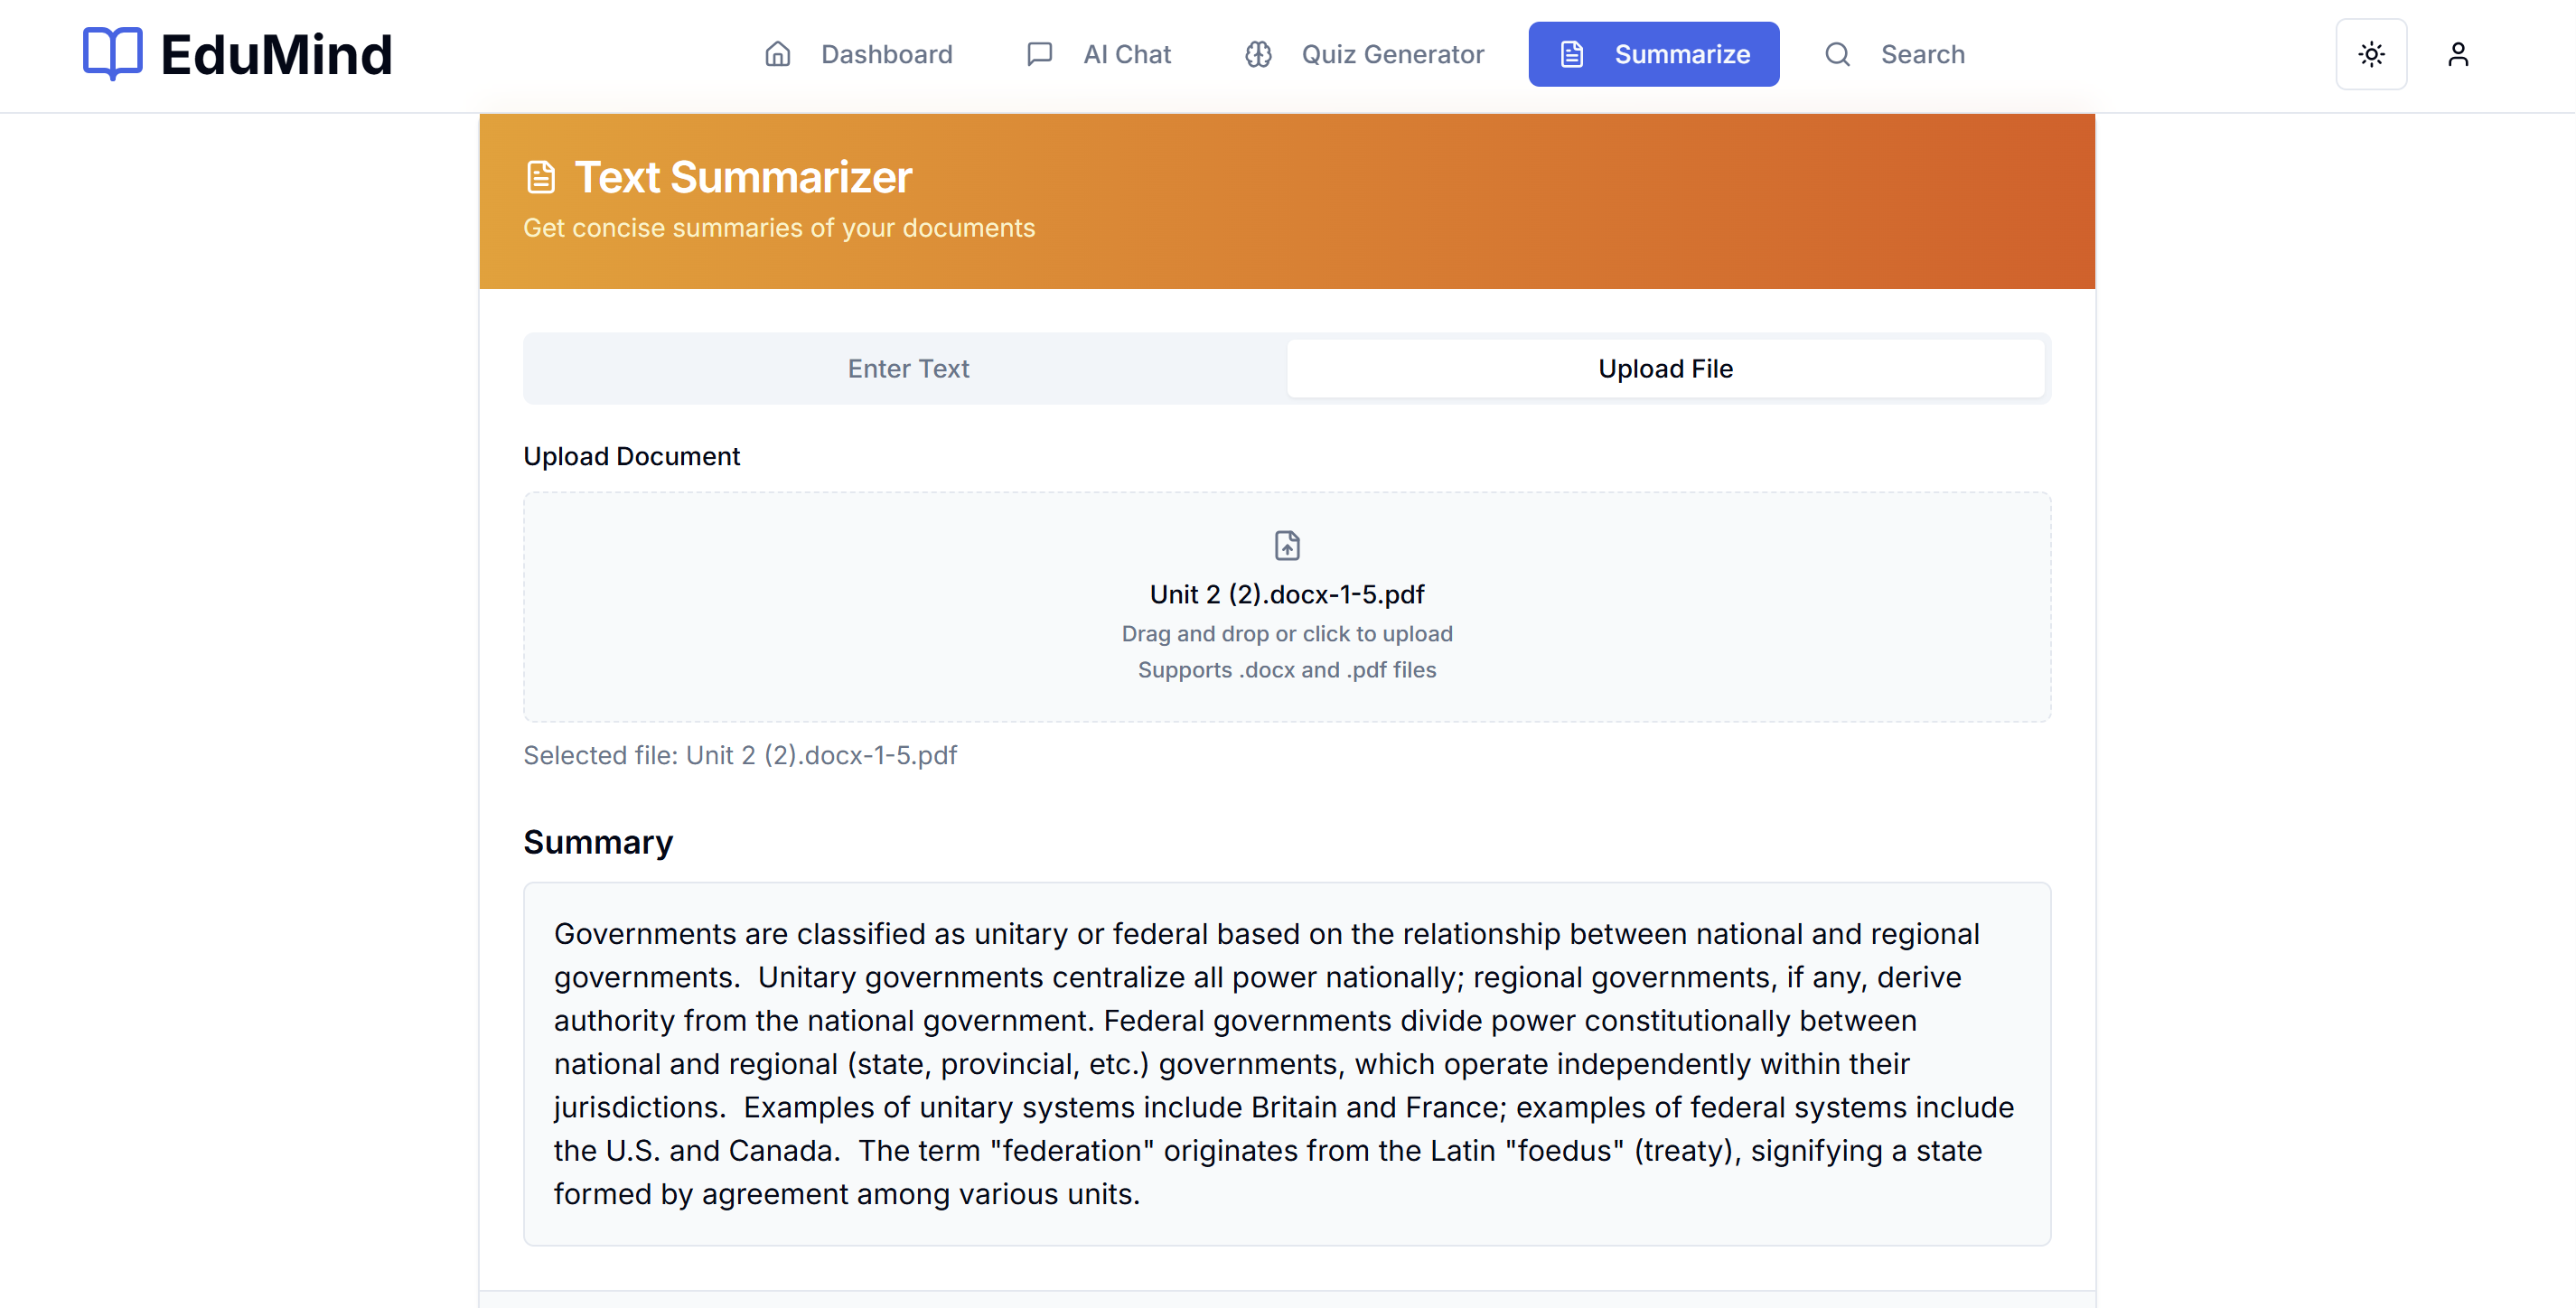 EduMind
Dashboard
AI Chat
Quiz Generator
Summarize
Search
Text Summarizer
Get concise summaries of your documents
Enter Text
Upload File
Upload Document
Unit 2 (2).docx-1-5.pdf
Drag and drop or click to upload
Supports .docx and .pdf files
Selected file: Unit 2 (2).docx-1-5.pdf
Summary
Governments are classified as unitary or federal based on the relationship between national and regional
governments.  Unitary governments centralize all power nationally; regional governments, if any, derive
authority from the national government. Federal governments divide power constitutionally between
national and regional (state, provincial, etc.) governments, which operate independently within their
jurisdictions.  Examples of unitary systems include Britain and France; examples of federal systems include
the U.S. and Canada.  The term "federation" originates from the Latin "foedus" (treaty), signifying a state
formed by agreement among various units.